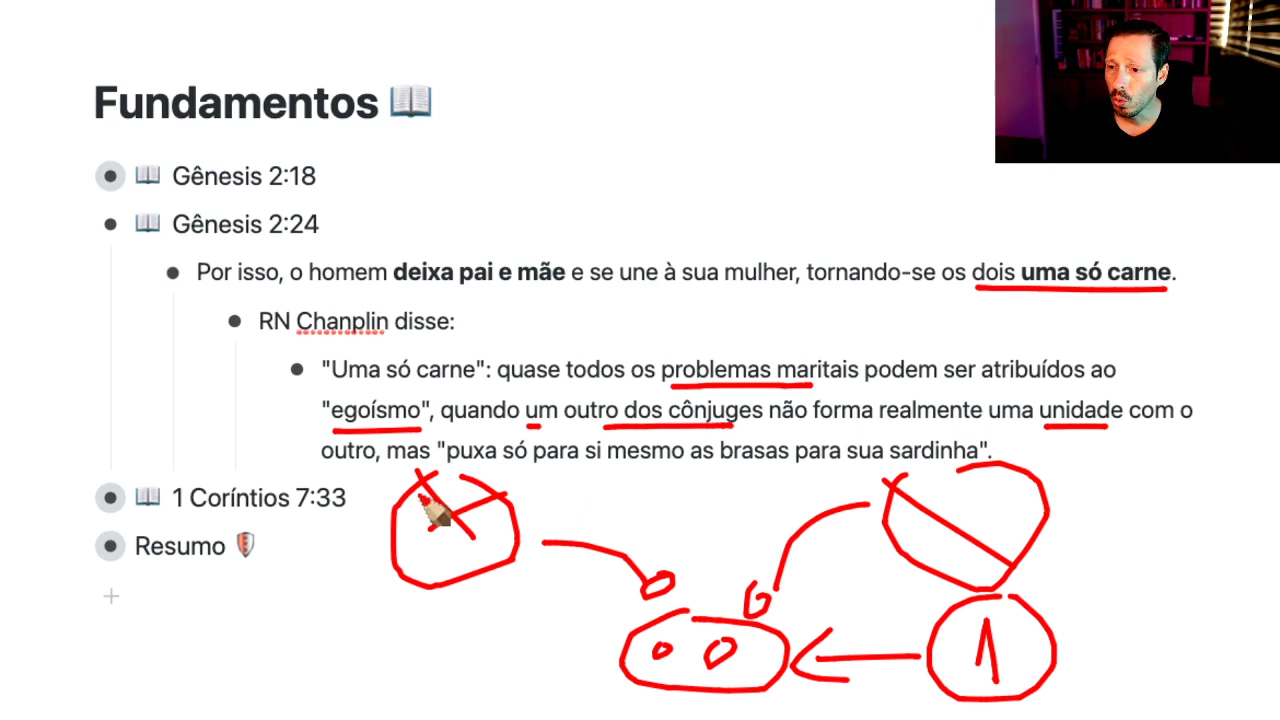 Fundamentos 📖
📖 Gênesis 2:18
📖 Gênesis 2:24
Por isso, o homem deixa pai e mãe e se une à sua mulher, tornando-se os dois uma só carne.
RN Chanplin disse:
"Uma só carne": quase todos os problemas maritais podem ser atribuídos ao
"egoísmo", quando um outro dos cônjuges não forma realmente uma unidade com o
outro, mas "puxa só para si mesmo as brasas para sua sardinha".
📖 1 Coríntios 7:33
Resumo
1